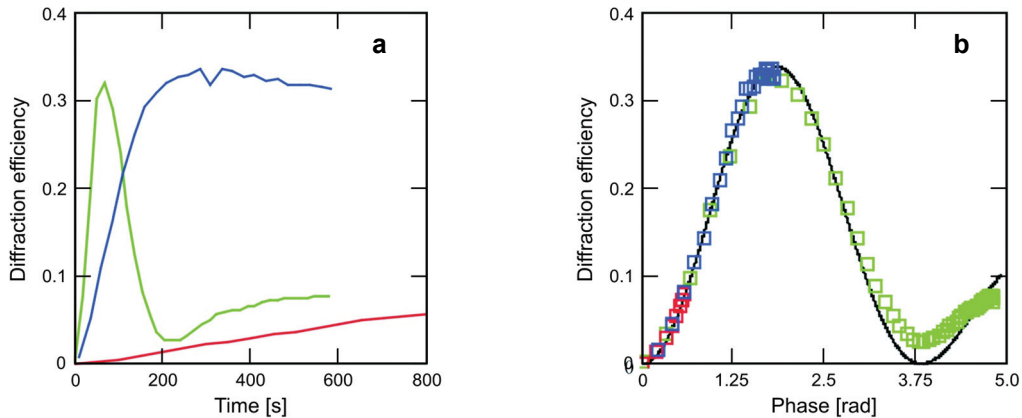 a
Diffraction efficiency
0.4
0.3
0.2
0.1
0
0 200 400 600 800
Time [s]
b
Diffraction efficiency
0.4
0.3
0.2
0.1
0
0 1.25 2.5 3.75 5.0
Phase [rad]